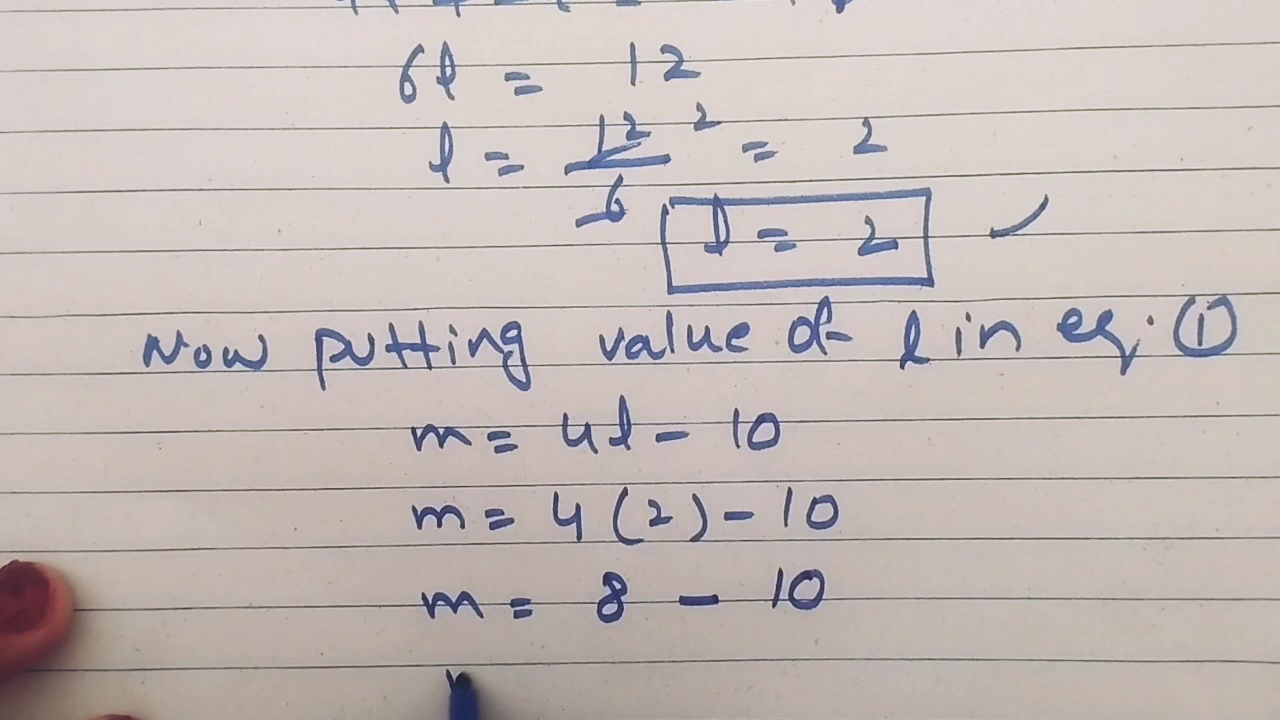 6l = 12
l = 12/6 2 = 2
l = 2 ✓
Now putting value of l in eq. ①
m = 4l - 10
m = 4(2) - 10
m = 8 - 10